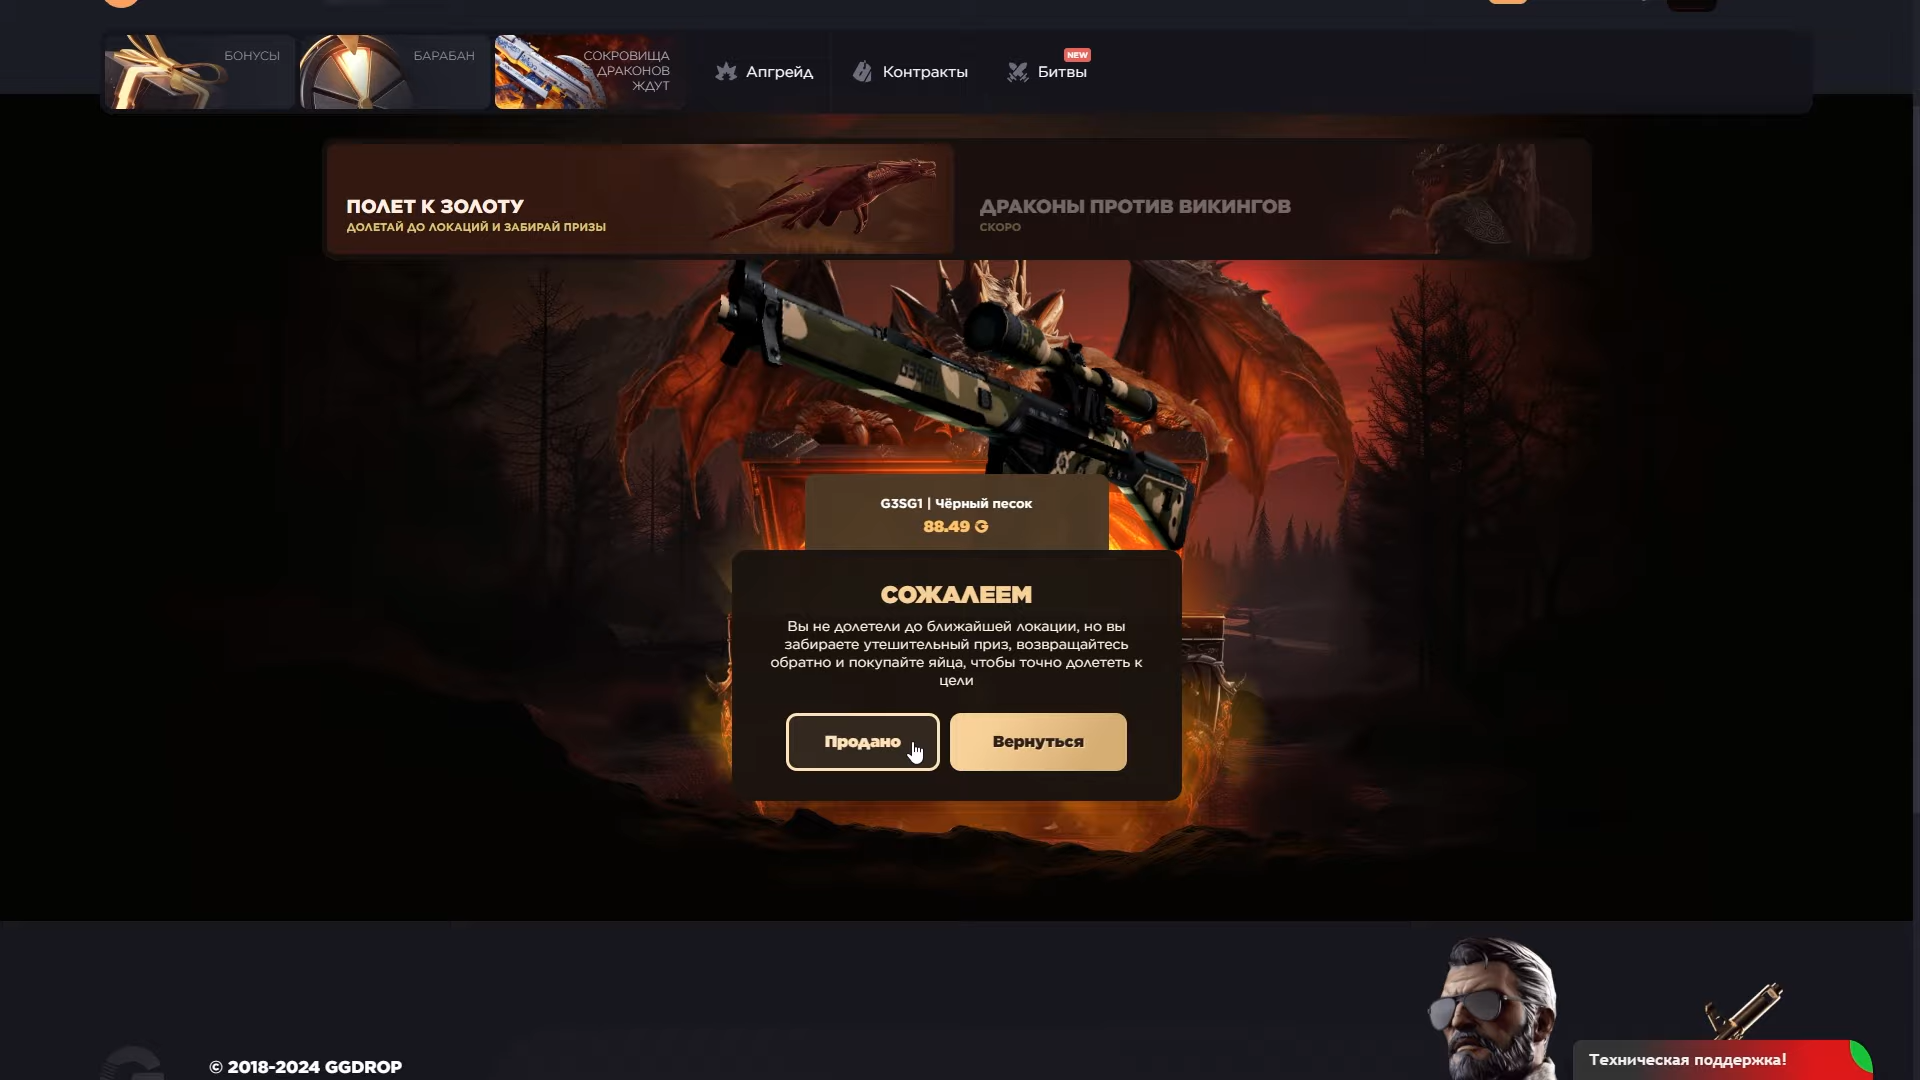 БОНУСЫ
БАРАБАН
СОКРОВИЩА
ДРАКОНОВ
ЖДУТ
Апгрейд
Контракты
NEW
Битвы
ПОЛЕТ К ЗОЛОТУ
ДОЛЕТАЙ ДО ЛОКАЦИЙ И ЗАБИРАЙ ПРИЗЫ
ДРАКОНЫ ПРОТИВ ВИКИНГОВ
СКОРО
G3SG1
G3SG1 | Чёрный песок
88.49 G
СОЖАЛЕЕМ
Вы не долетели до ближайшей локации, но вы
забираете утешительный приз, возвращайтесь
обратно и покупайте яйца, чтобы точно долететь к
цели
Продано
Вернуться
© 2018-2024 GGDROP
Техническая поддержка!